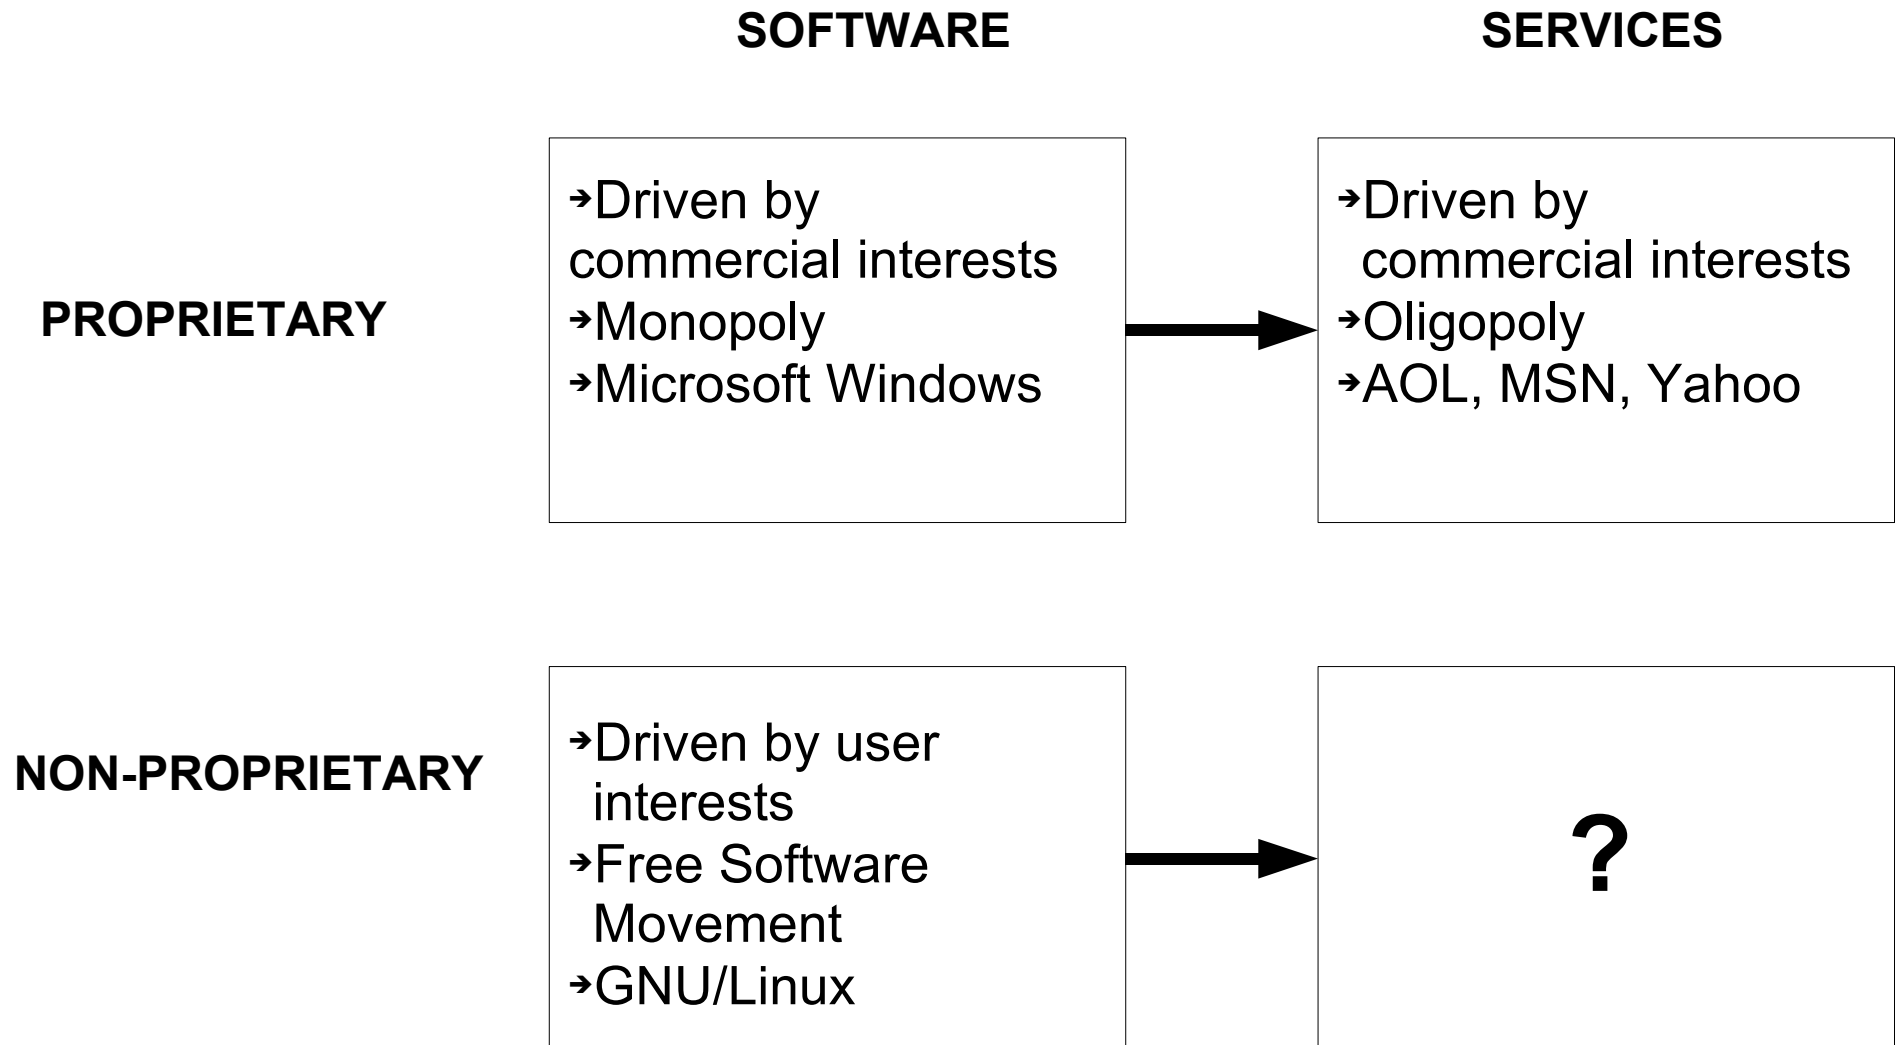 SOFTWARE SERVICES
PROPRIETARY
➔Driven by
commercial interests
➔Monopoly
➔Microsoft Windows
➔Driven by
commercial interests
➔Oligopoly
➔AOL, MSN, Yahoo
NON-PROPRIETARY
➔Driven by user
interests
➔Free Software
Movement
➔GNU/Linux
?